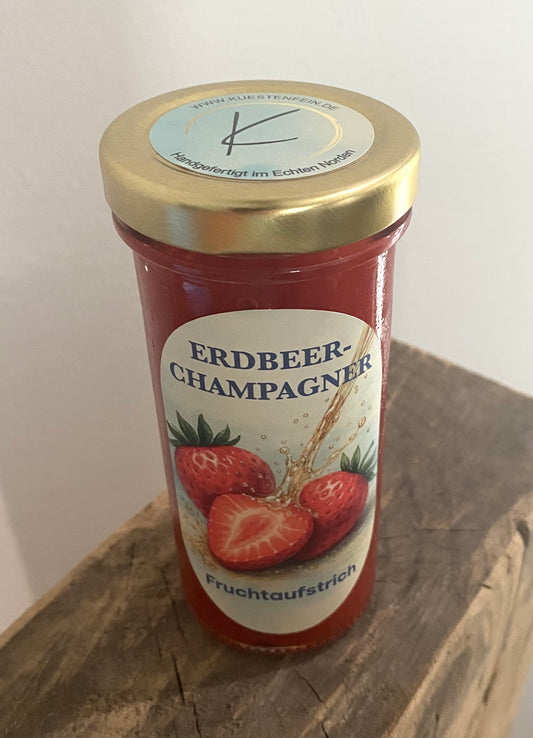 WWW.KUESTENFEIN.DE
K
Handgefertigt im Echten Norden
ERDBEER-
CHAMPAGNER
Fruchtaufstrich